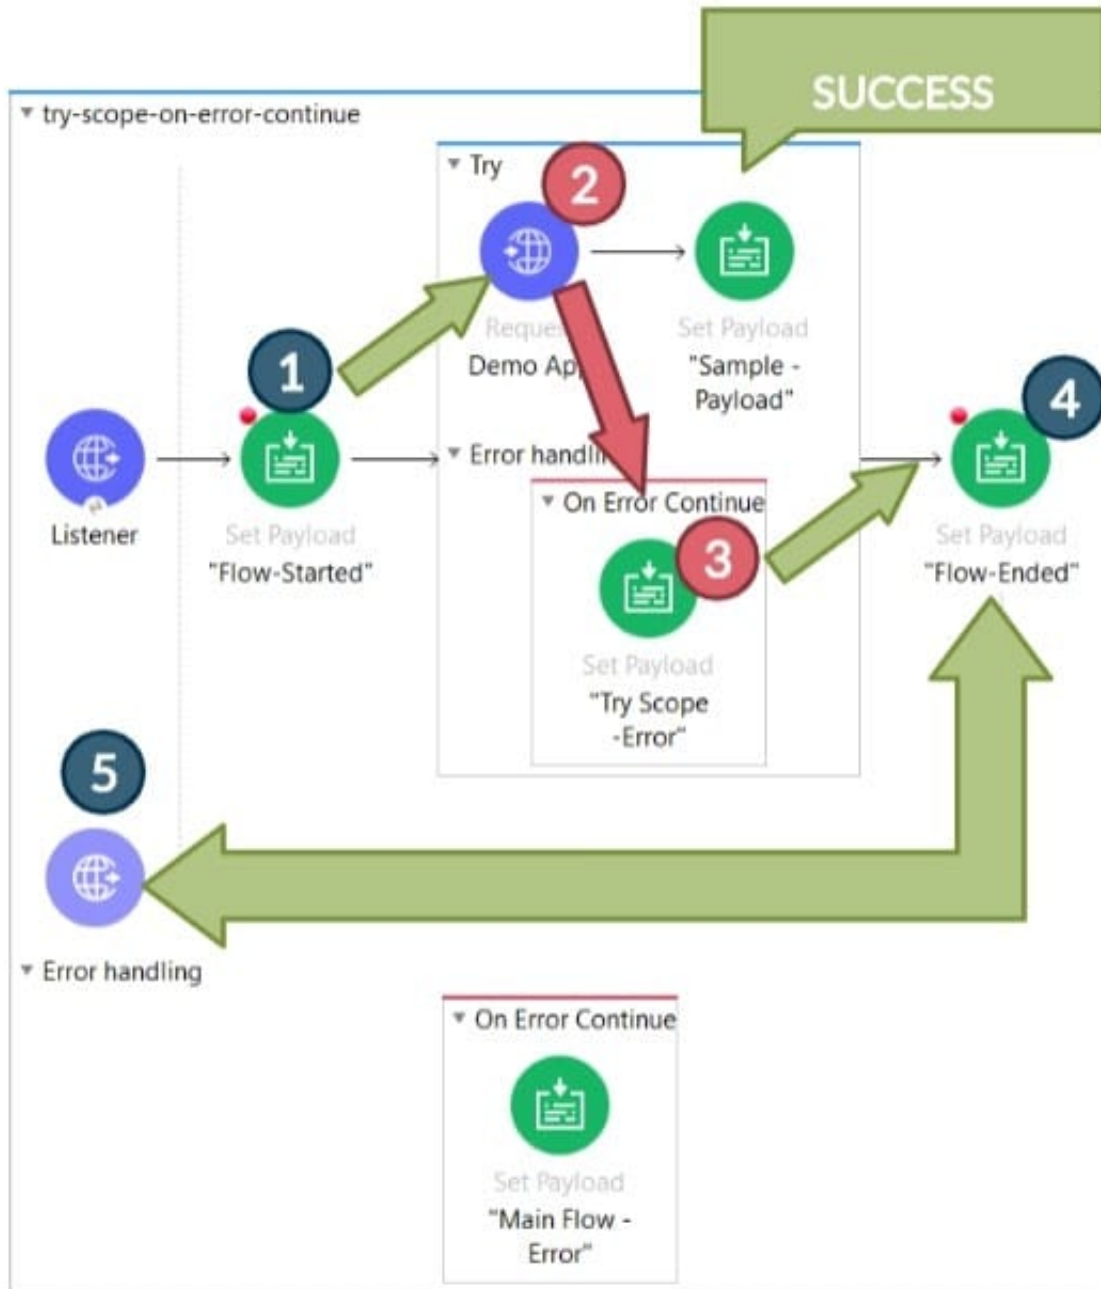 SUCCESS
try-scope-on-error-continue
Try
2
Set Payload
Demo
"Sample -
Payload"
1
4
Error
Listener
Set Payload
"Flow-Started"
On Error Continue
3
Set Payload
"Flow-Ended"
Set Payload
"Try Scope
-Error"
5
Error handling
On Error Continue
Set Payload
"Main Flow -
Error"